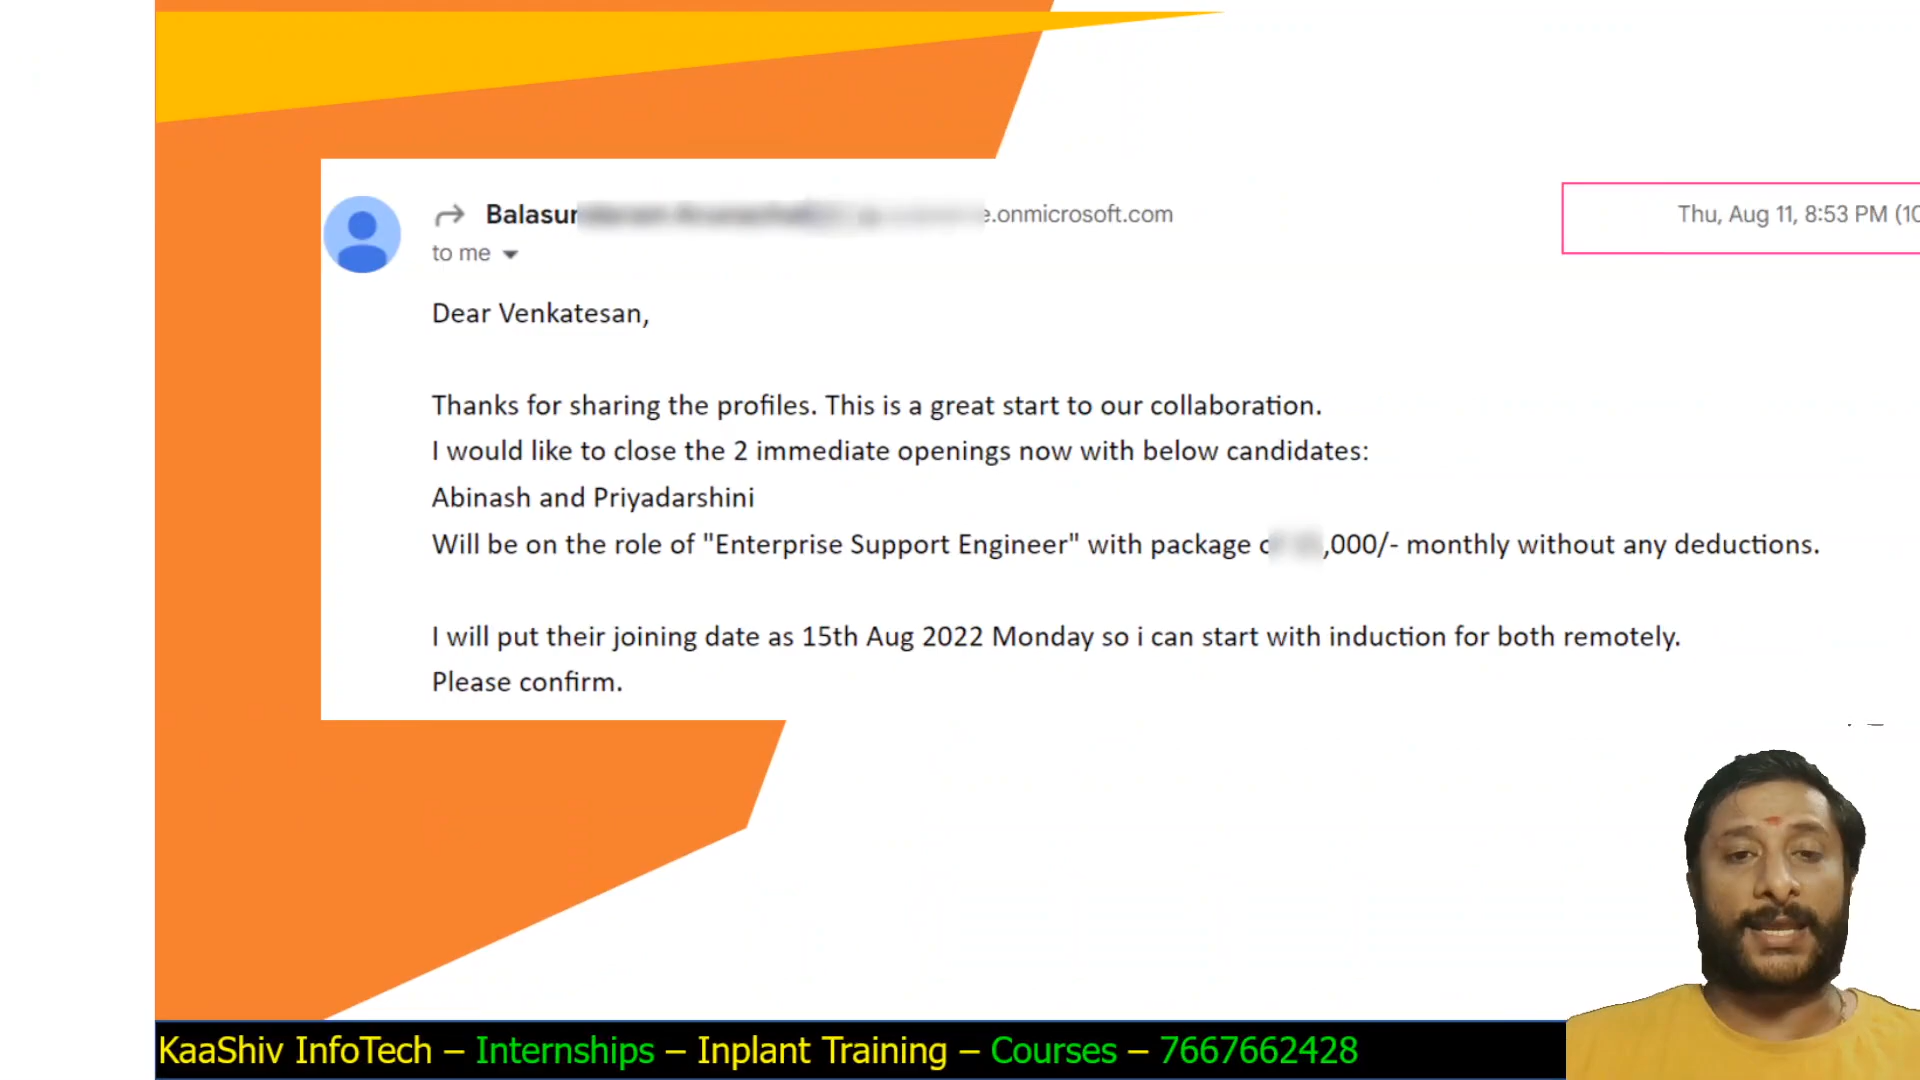 Balasun e.onmicrosoft.com
Thu, Aug 11, 8:53 PM (10
to me
Dear Venkatesan,
Thanks for sharing the profiles. This is a great start to our collaboration.
I would like to close the 2 immediate openings now with below candidates:
Abinash and Priyadarshini
Will be on the role of "Enterprise Support Engineer" with package ,000/- monthly without any deductions.
I will put their joining date as 15th Aug 2022 Monday so i can start with induction for both remotely.
Please confirm.
KaaShiv InfoTech – Internships – Inplant Training – Courses – 7667662428